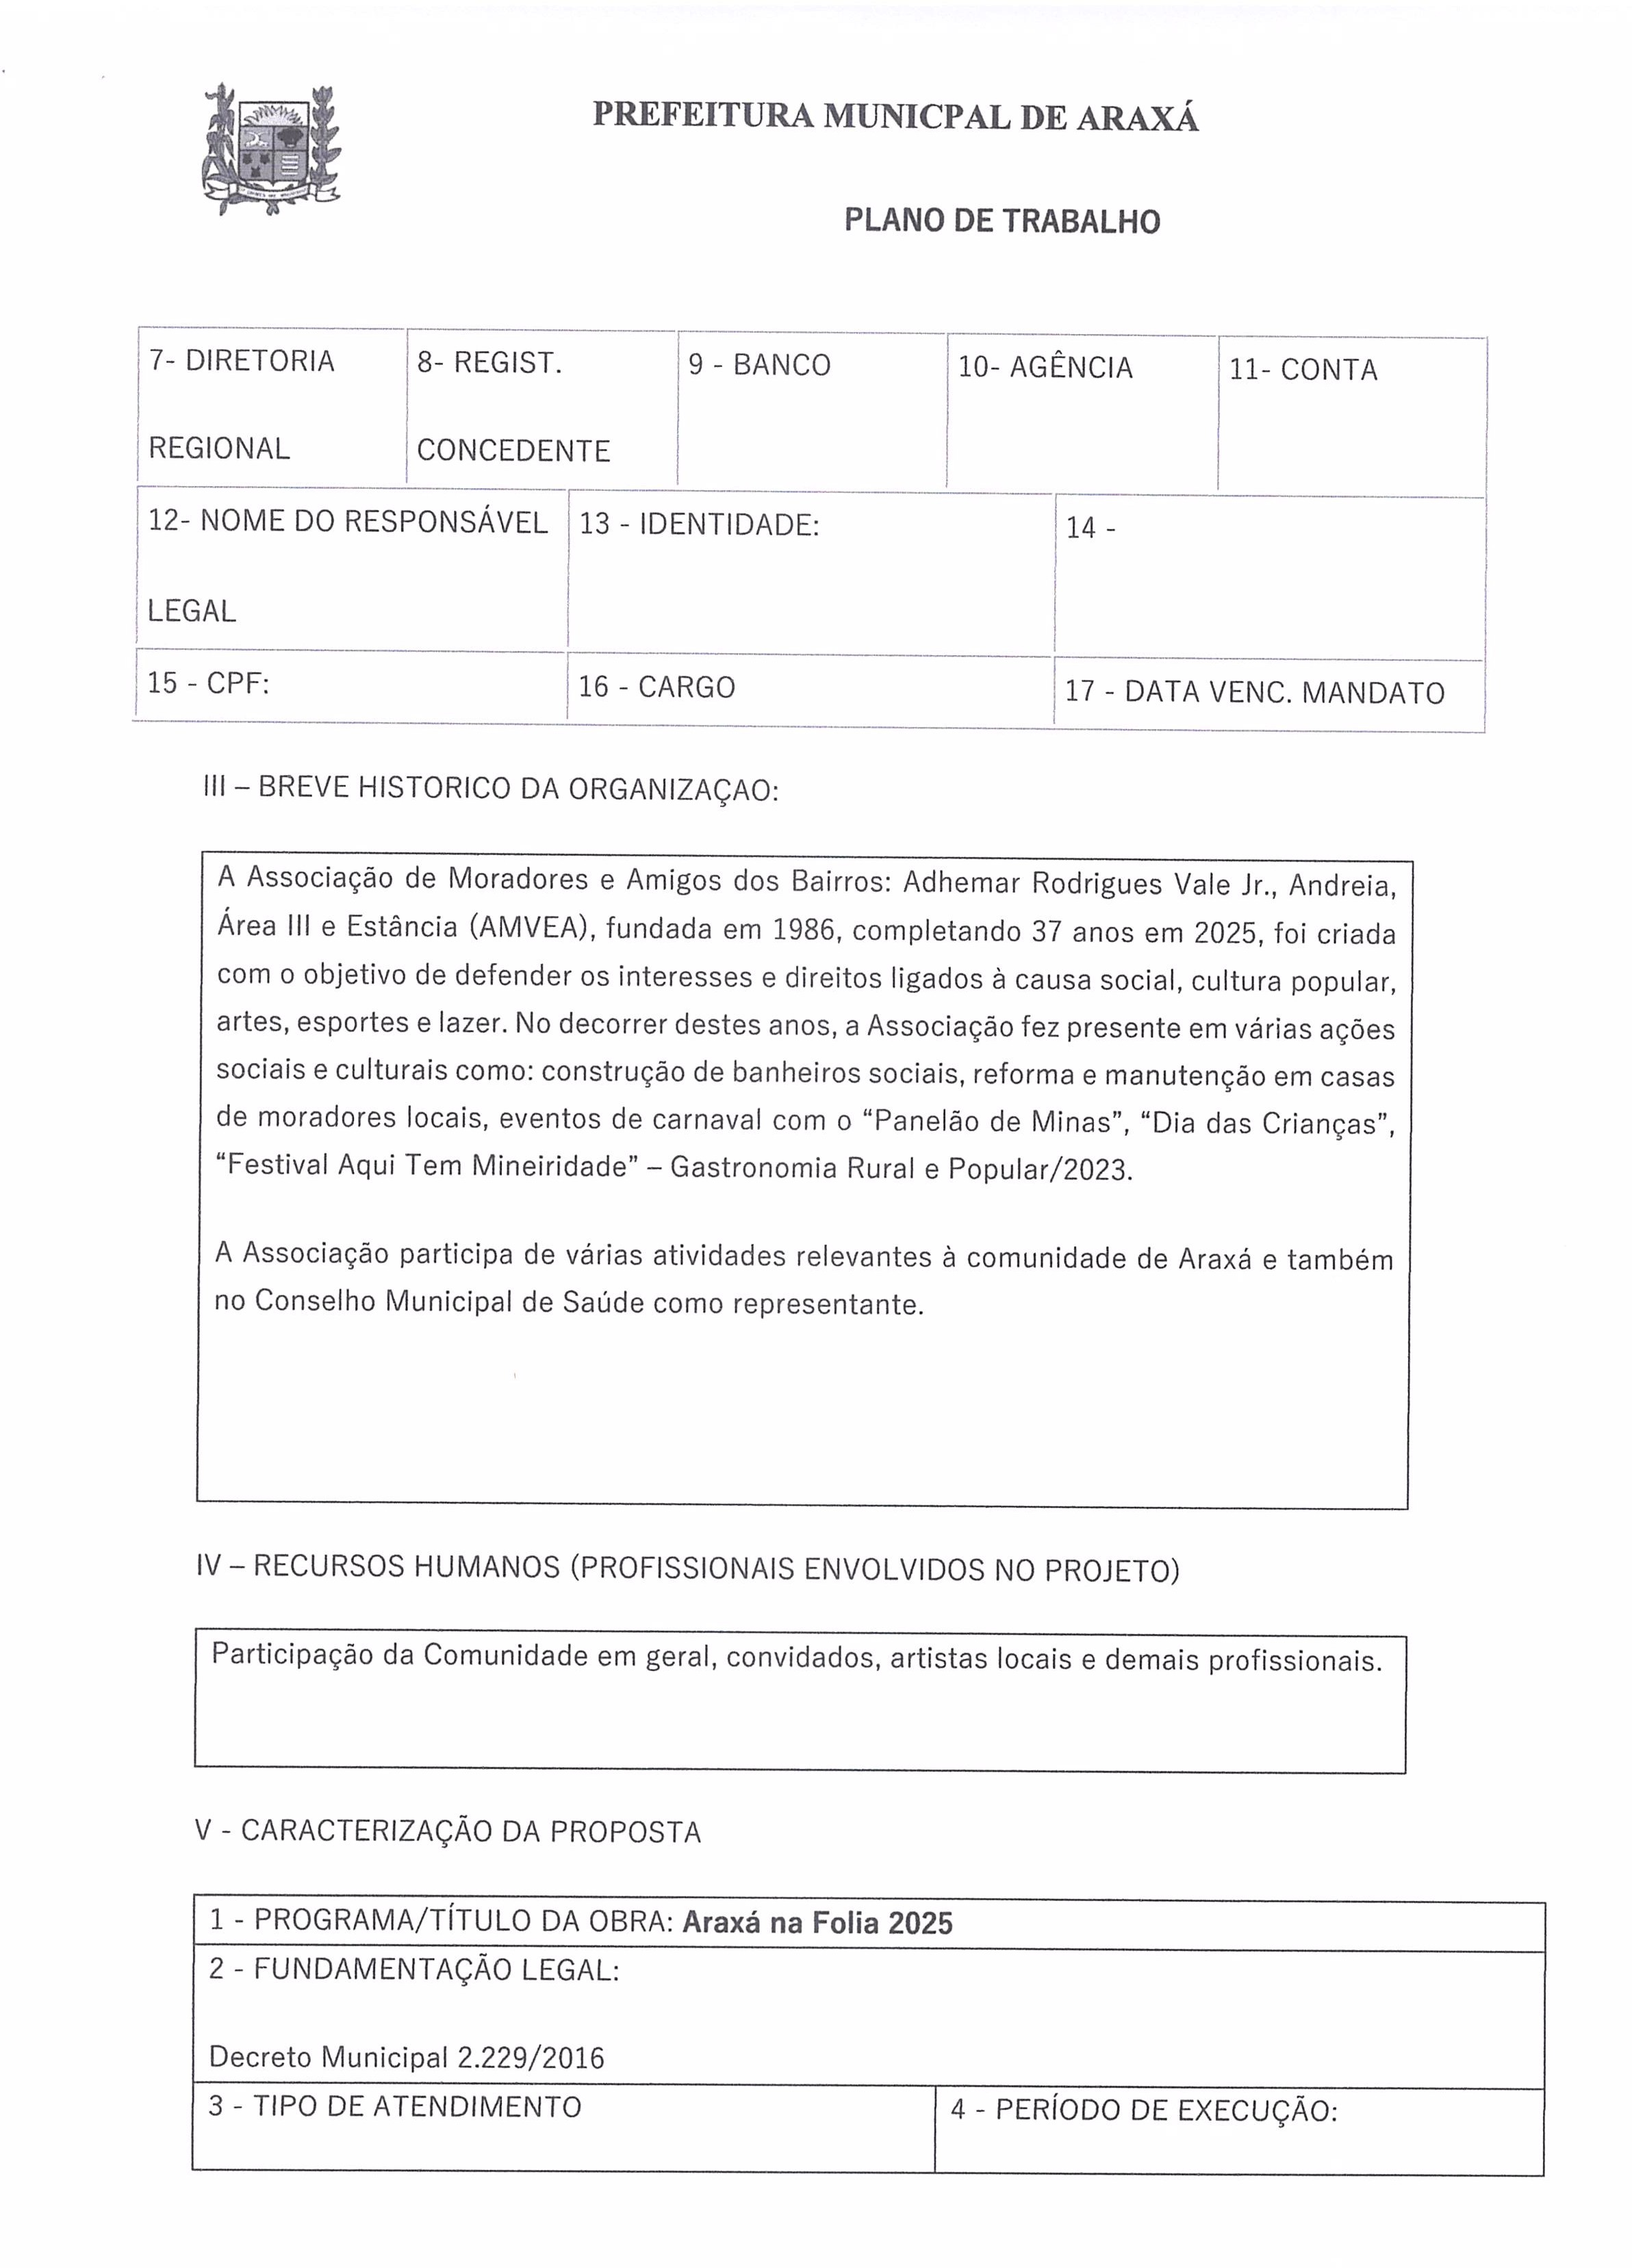 PREFEITURA MUNICPAL DE ARAXÁ
PLANO DE TRABALHO
7- DIRETORIA
REGIONAL
8- REGIST.
CONCEDENTE
9 - BANCO
10- AGÊNCIA
11- CONTA
12- NOME DO RESPONSÁVEL
LEGAL
13 - IDENTIDADE:
14 -
15 - CPF:
16 - CARGO
17 - DATA VENC. MANDATO
III – BREVE HISTORICO DA ORGANIZAÇAO:
A Associação de Moradores e Amigos dos Bairros: Adhemar Rodrigues Vale Jr., Andreia,
Área III e Estância (AMVEA), fundada em 1986, completando 37 anos em 2025, foi criada
com o objetivo de defender os interesses e direitos ligados à causa social, cultura popular,
artes, esportes e lazer. No decorrer destes anos, a Associação fez presente em várias ações
sociais e culturais como: construção de banheiros sociais, reforma e manutenção em casas
de moradores locais, eventos de carnaval com o “Panelão de Minas”, “Dia das Crianças”,
“Festival Aqui Tem Mineiridade” – Gastronomia Rural e Popular/2023.
A Associação participa de várias atividades relevantes à comunidade de Araxá e também
no Conselho Municipal de Saúde como representante.
IV – RECURSOS HUMANOS (PROFISSIONAIS ENVOLVIDOS NO PROJETO)
Participação da Comunidade em geral, convidados, artistas locais e demais profissionais.
V - CARACTERIZAÇÃO DA PROPOSTA
1 - PROGRAMA/TÍTULO DA OBRA: Araxá na Folia 2025
2 - FUNDAMENTAÇÃO LEGAL:
Decreto Municipal 2.229/2016
3 - TIPO DE ATENDIMENTO
4 - PERÍODO DE EXECUÇÃO: